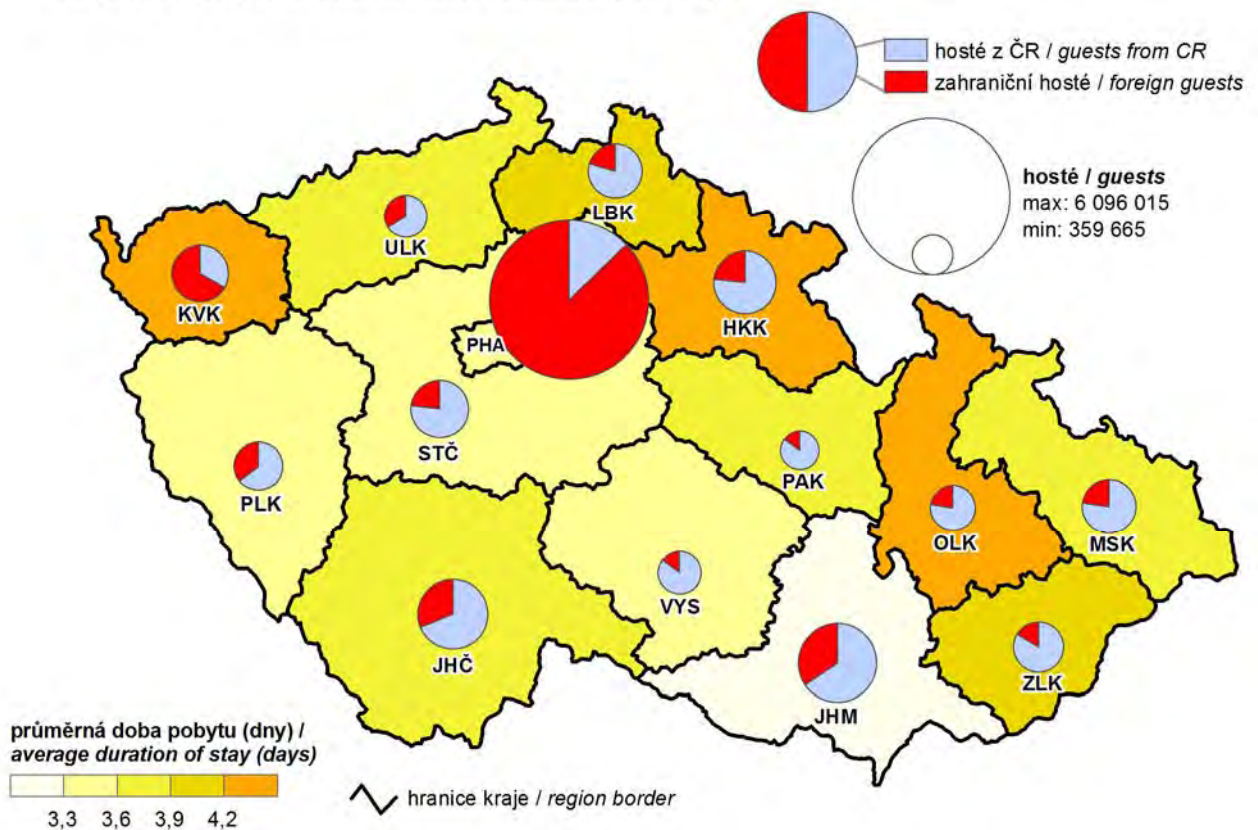 hosté z ČR / guests from CR
zahraniční hosté / foreign guests
hosté / guests
max: 6 096 015
min: 359 665
LBK
ULK
KVK
HKK
PHA
STČ
PAK
PLK
OLK
MSK
VYS
JHČ
ZLK
JHM
průměrná doba pobytu (dny) /
average duration of stay (days)
3,3 3,6 3,9 4,2
hranice kraje / region border